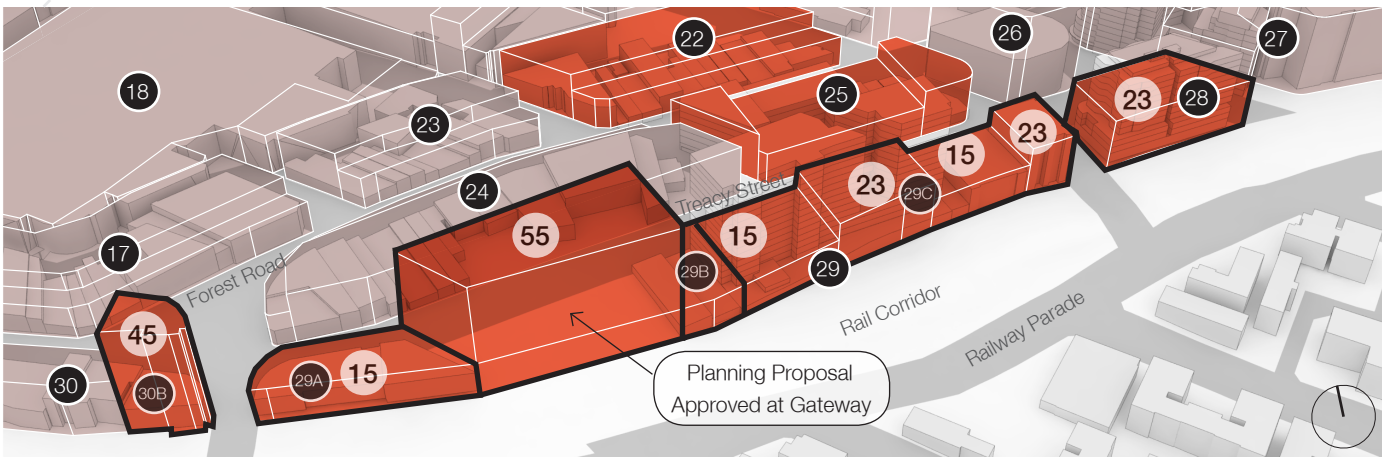 22
26
27
18
23
25
23
28
23
15
24
23
29C
Treacy Street
55
15
17
29B
29
Forest Road
Rail Corridor
Railway Parade
45
30
30B
29A
15
Planning Proposal
Approved at Gateway